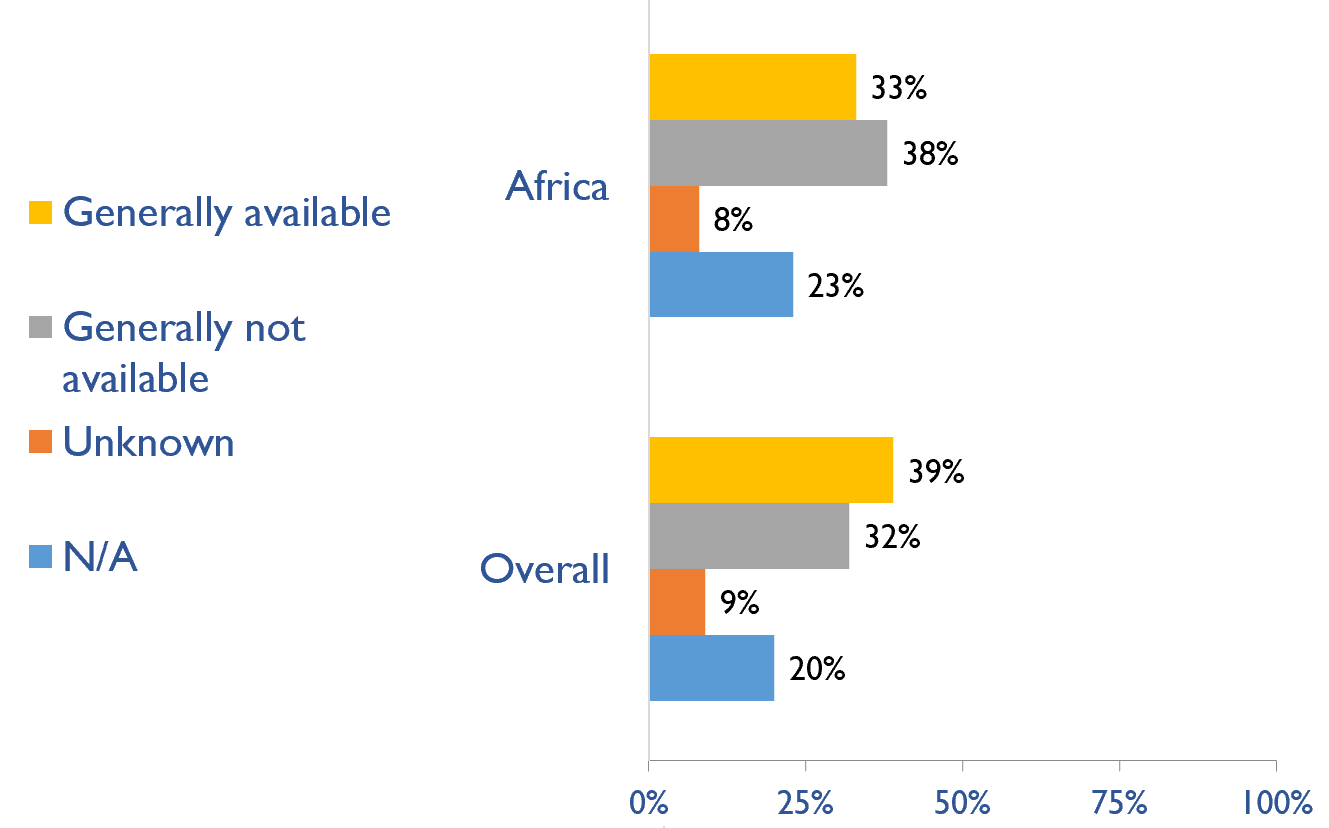 Generally available
Generally not
available
Unknown
N/A
Africa
33%
38%
8%
23%
Overall
39%
32%
9%
20%
0% 25% 50% 75% 100%